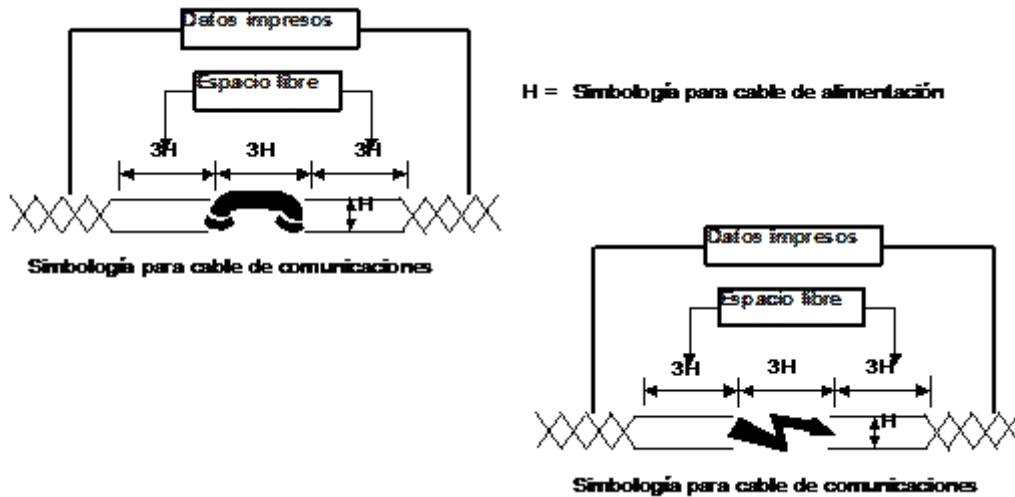 Datos impresos
Espacio libre
H = Simbología para cable de alimentación
3H 3H 3H
H
Simbología para cable de comunicaciones
Datos impresos
Espacio libre
3H 3H 3H
H
Simbología para cable de comunicaciones